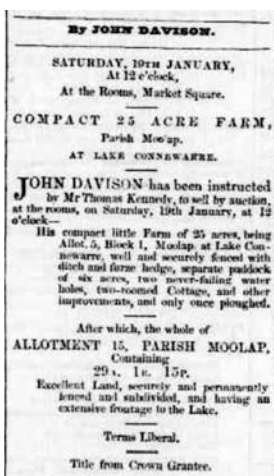 By JOHN DAVISON.
SATURDAY, 19TH JANUARY,
At 12 o'clock,
At the Rooms, Market Square.
COMPACT 25 ACRE FARM,
Parish Moolap.
AT LAKE CONNEWARRE.
JOHN DAVISON has been instructed
by Mr Thomas Kennedy, to sell by auction,
at the rooms, on Saturday, 19th January, at 12
o'clock—
His compact little Farm of 25 acres, being
Allot. 5, Block 1, Moolap, at Lake Con-
newarre, well and securely fenced with
ditch and furze hedge, separate paddock
of six acres, two never-failing water
holes, two-roomed Cottage, and other
improvements, and only once ploughed.
After which, the whole of
ALLOTMENT 15, PARISH MOOLAP.
Containing
29A. 1R. 15P.
Excellent Land, securely and permanently
fenced and subdivided, and having an
extensive frontage to the Lake.
Terms Liberal.
Title from Crown Grantee.